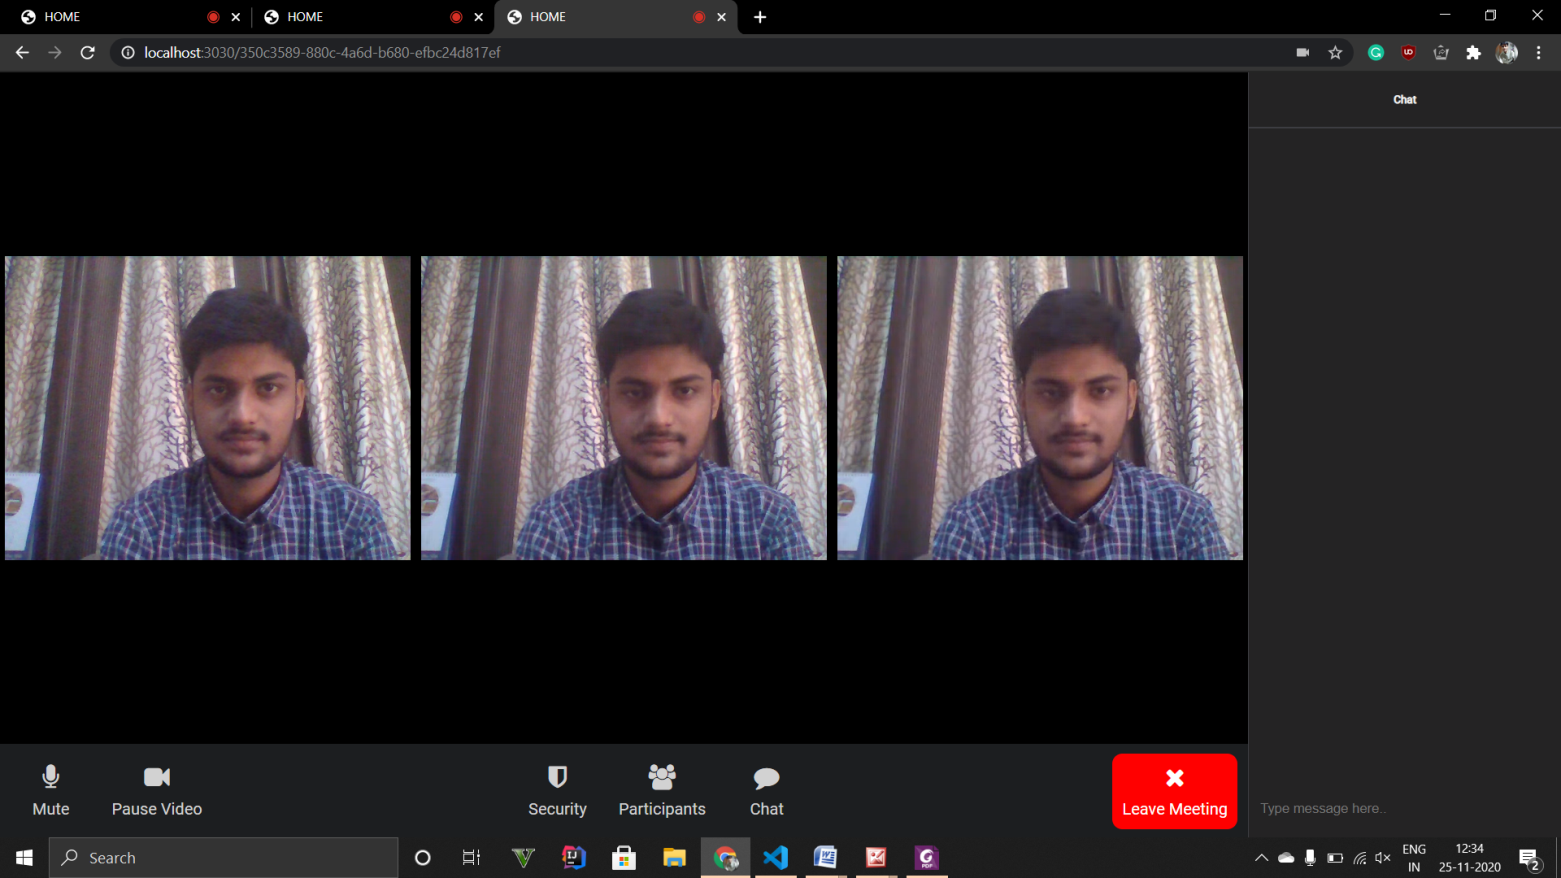 HOME
HOME
HOME
localhost:3030/350c3589-880c-4a6d-b680-efbc24d817ef
Chat
Mute
Pause Video
Security
Participants
Chat
Leave Meeting
Type message here..
Search
ENG
IN
12:34
25-11-2020
2